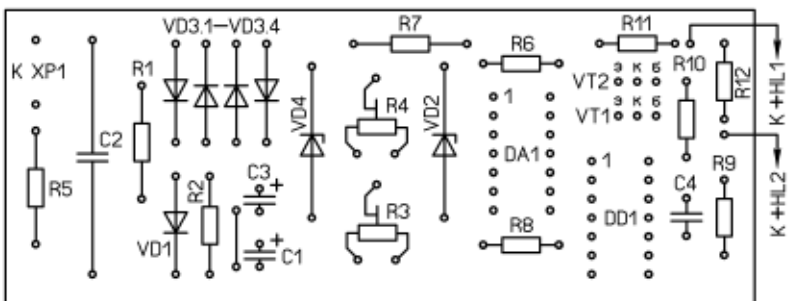 VD3.1–VD3.4
R7
R6
R11
К XP1
R1
R10
R12
К +HL1
VT2
э к б
э к б
VT1
VD4
R4
VD2
1
C2
DA1
R5
C3
+
R2
R3
1
C4
R9
К +HL2
VD1
+
C1
R8
DD1